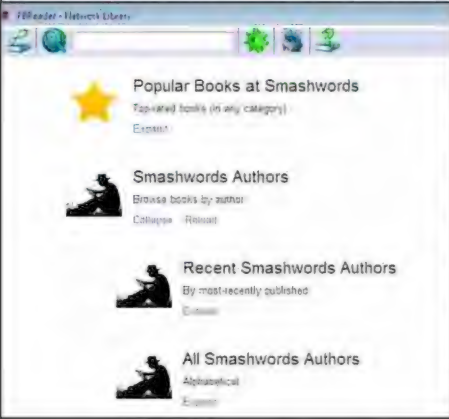 FBReader - Network Library
Popular Books at Smashwords
Top-rated books (in any category)
Expand
Smashwords Authors
Browse books by author
Collapse Reload
Recent Smashwords Authors
By most-recently published
Expand
All Smashwords Authors
Alphabetical
Expand